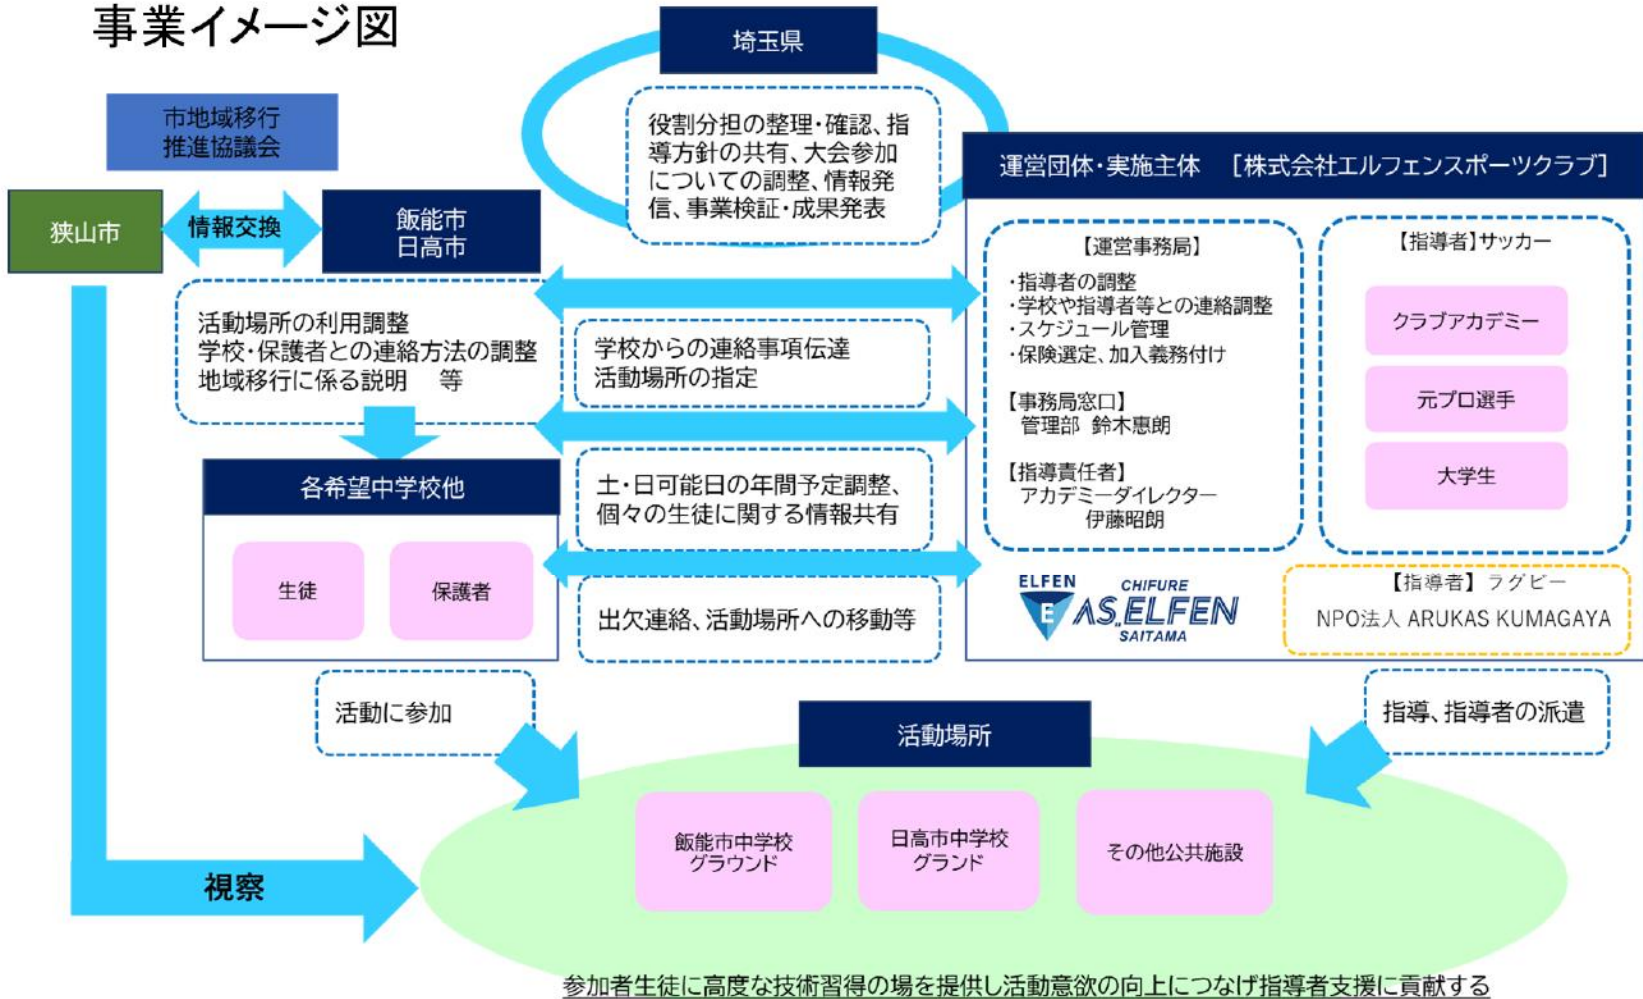 事業イメージ図
埼玉県
役割分担の整理・確認、指
導方針の共有、大会参加
についての調整、情報発
信、事業検証・成果発表
市地域移行
推進協議会
狭山市
情報交換
飯能市
日高市
活動場所の利用調整
学校・保護者との連絡方法の調整
地域移行に係る説明　等
学校からの連絡事項伝達
活動場所の指定
各希望中学校他
生徒
保護者
土・日可能日の年間予定調整、
個々の生徒に関する情報共有
出欠連絡、活動場所への移動等
運営団体・実施主体　［株式会社エルフェンスポーツクラブ］
【運営事務局】
・指導者の調整
・学校や指導者等との連絡調整
・スケジュール管理
・保険選定、加入義務付け
【事務局窓口】
管理部 鈴木惠朗
【指導責任者】
アカデミーダイレクター
伊藤昭朗
【指導者】サッカー
クラブアカデミー
元プロ選手
大学生
ELFEN
E
CHIFURE
AS.ELFEN
SAITAMA
【指導者】ラグビー
NPO法人 ARUKAS KUMAGAYA
活動に参加
指導、指導者の派遣
活動場所
飯能市中学校
グラウンド
日高市中学校
グランド
その他公共施設
視察
参加者生徒に高度な技術習得の場を提供し活動意欲の向上につなげ指導者支援に貢献する